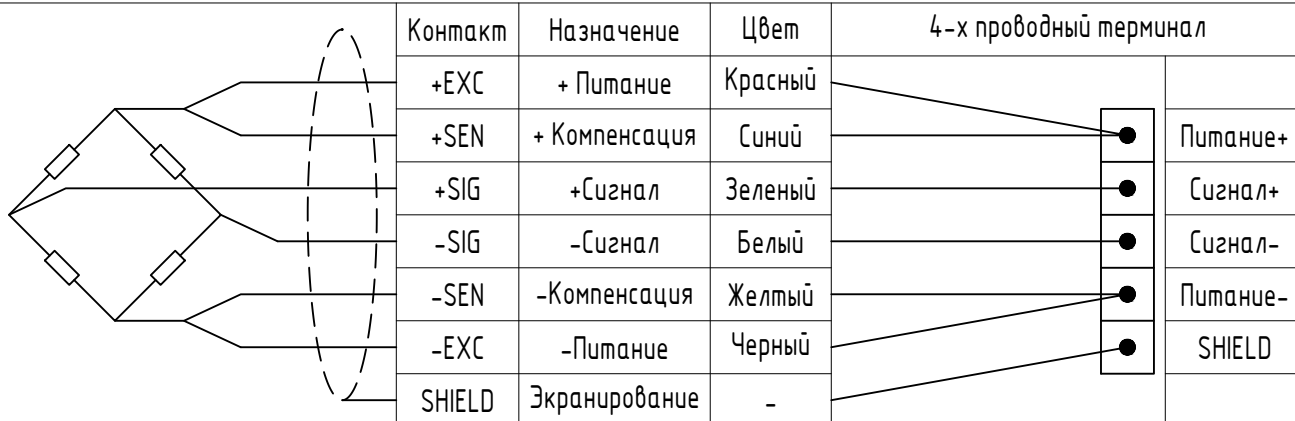 Контакт Назначение Цвет 4-х проводный терминал
+EXC + Питание Красный
+SEN + Компенсация Синий Питание+
+SIG +Сигнал Зеленый Сигнал+
-SIG -Сигнал Белый Сигнал-
-SEN -Компенсация Желтый Питание-
-EXC -Питание Черный SHIELD
SHIELD Экранирование -